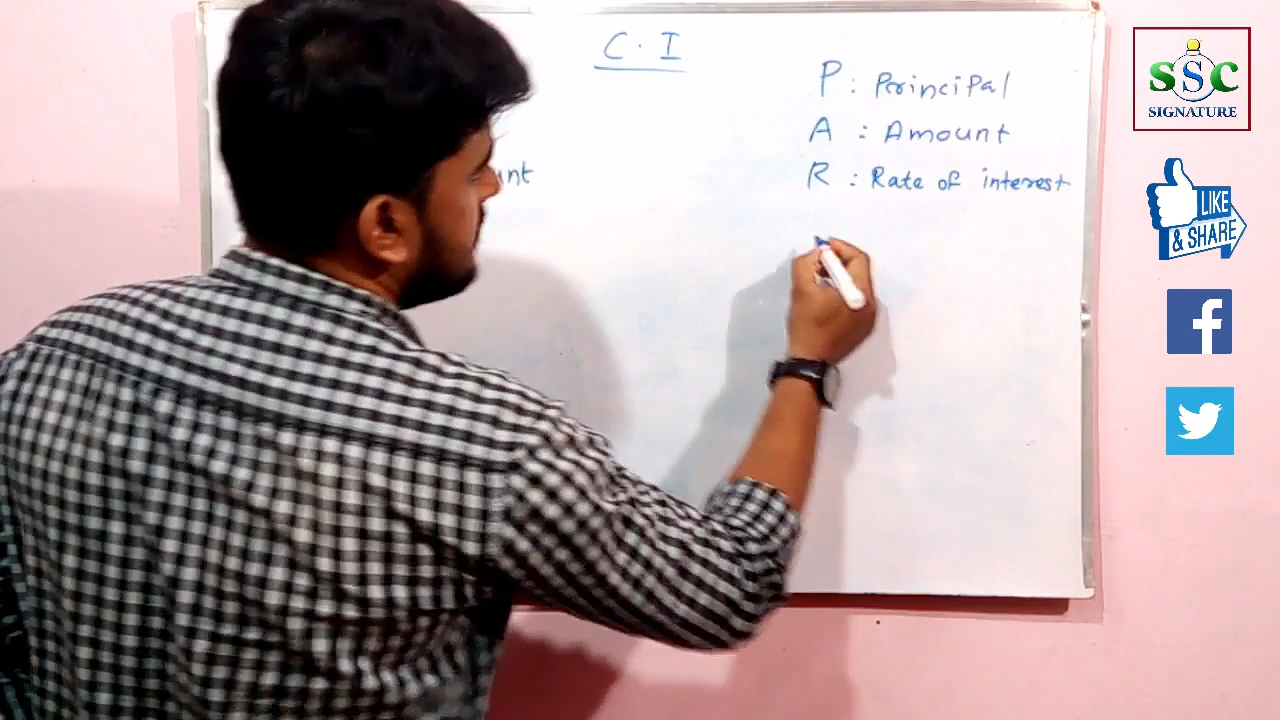 C. I
P : Principal
A : Amount
R : Rate of interest
SSC
SIGNATURE
LIKE
& SHARE
f